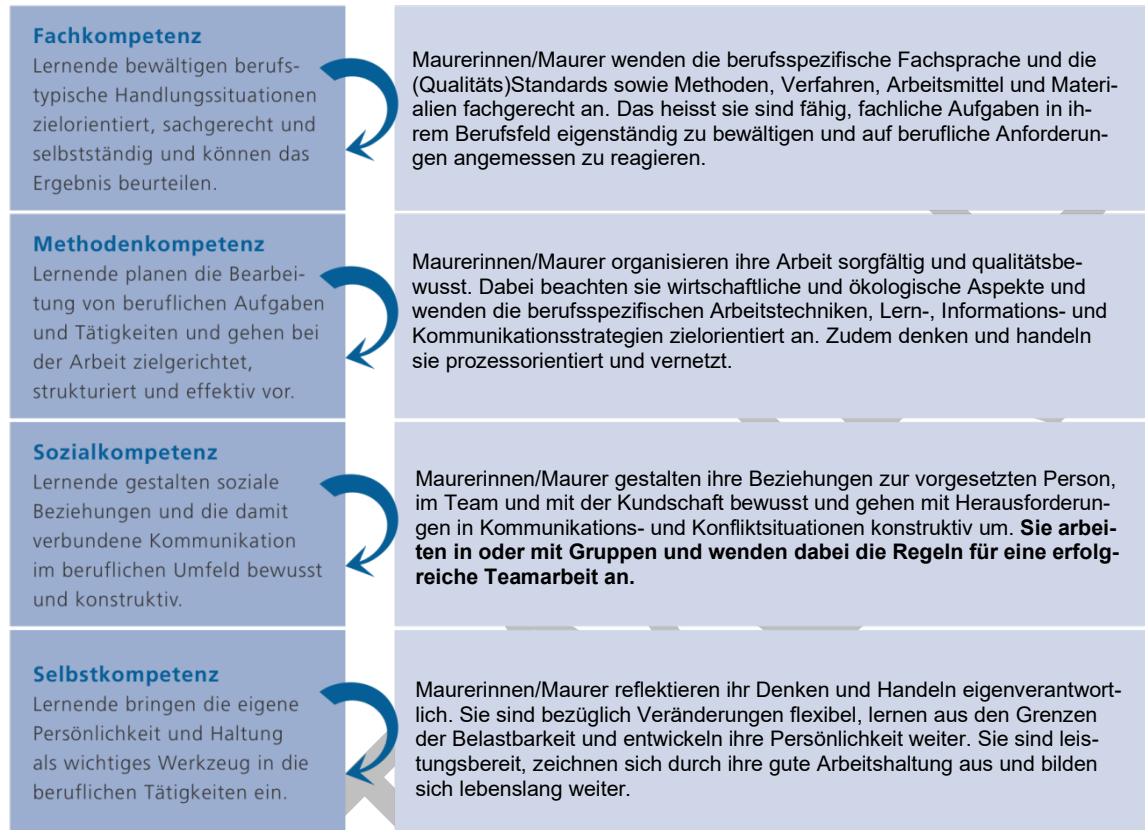 Fachkompetenz
Lernende bewältigen berufs-
typische Handlungssituationen
zielorientiert, sachgerecht und
selbstständig und können das
Ergebnis beurteilen.
Maurerinnen/Maurer wenden die berufsspezifische Fachsprache und die
(Qualitäts)Standards sowie Methoden, Verfahren, Arbeitsmittel und Materi-
alien fachgerecht an. Das heisst sie sind fähig, fachliche Aufgaben in ih-
rem Berufsfeld eigenständig zu bewältigen und auf berufliche Anforderun-
gen angemessen zu reagieren.
Methodenkompetenz
Lernende planen die Bearbei-
tung von beruflichen Aufgaben
und Tätigkeiten und gehen bei
der Arbeit zielgerichtet,
strukturiert und effektiv vor.
Maurerinnen/Maurer organisieren ihre Arbeit sorgfältig und qualitätsbe-
wusst. Dabei beachten sie wirtschaftliche und ökologische Aspekte und
wenden die berufsspezifischen Arbeitstechniken, Lern-, Informations- und
Kommunikationsstrategien zielorientiert an. Zudem denken und handeln
sie prozessorientiert und vernetzt.
Sozialkompetenz
Lernende gestalten soziale
Beziehungen und die damit
verbundene Kommunikation
im beruflichen Umfeld bewusst
und konstruktiv.
Maurerinnen/Maurer gestalten ihre Beziehungen zur vorgesetzten Person,
im Team und mit der Kundschaft bewusst und gehen mit Herausforderun-
gen in Kommunikations- und Konfliktsituationen konstruktiv um. Sie arbei-
ten in oder mit Gruppen und wenden dabei die Regeln für eine erfolg-
reiche Teamarbeit an.
Selbstkompetenz
Lernende bringen die eigene
Persönlichkeit und Haltung
als wichtiges Werkzeug in die
beruflichen Tätigkeiten ein.
Maurerinnen/Maurer reflektieren ihr Denken und Handeln eigenverantwort-
lich. Sie sind bezüglich Veränderungen flexibel, lernen aus den Grenzen
der Belastbarkeit und entwickeln ihre Persönlichkeit weiter. Sie sind leis-
tungsbereit, zeichnen sich durch ihre gute Arbeitshaltung aus und bilden
sich lebenslang weiter.